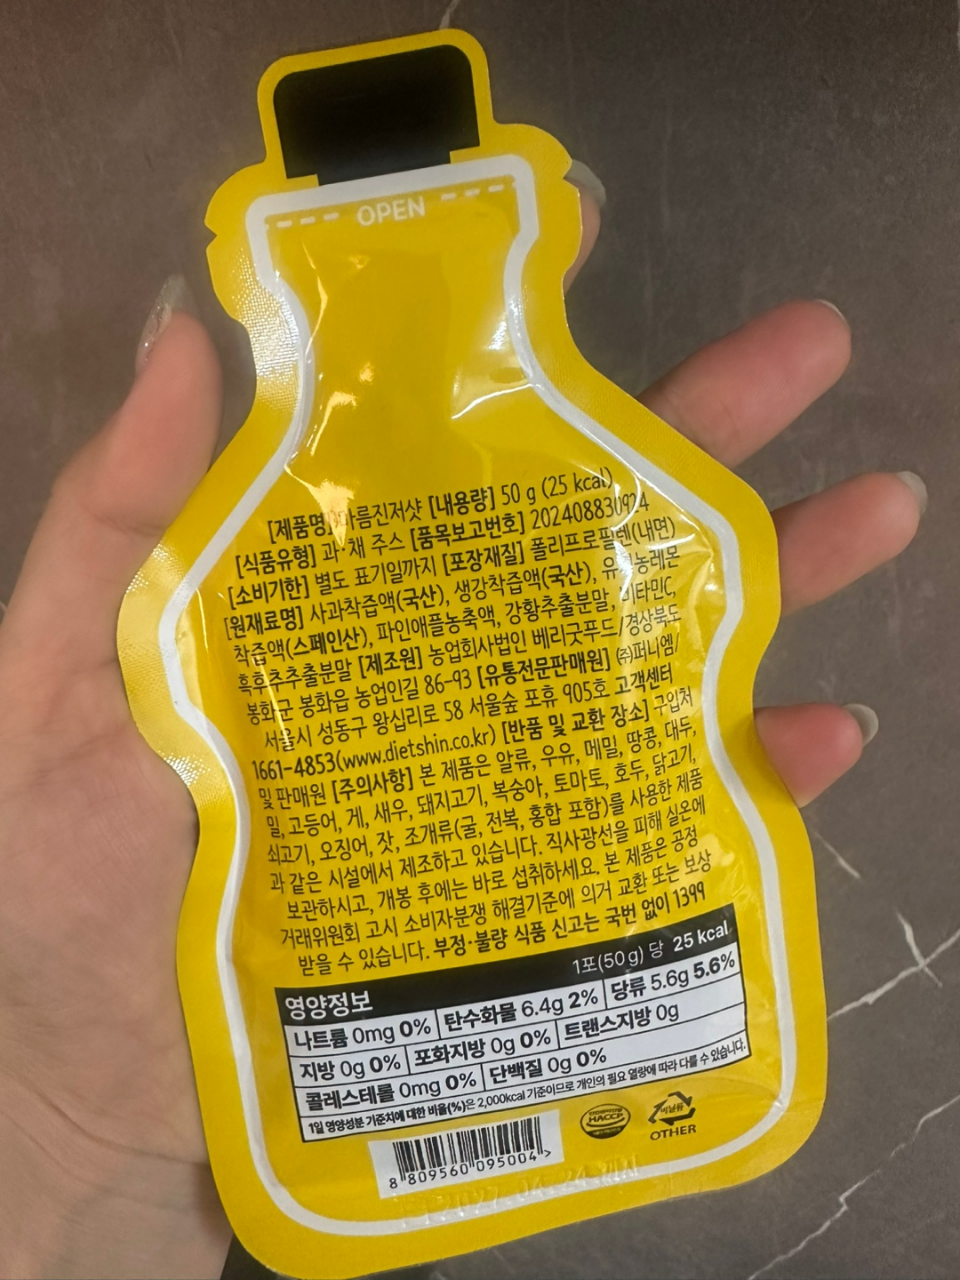 OPEN
[제품명] 마름진저샷 [내용량] 50 g (25 kcal)
[식품유형] 과·채 주스 [품목보고번호] 202408830924
[소비기한] 별도 표기일까지 [포장재질] 폴리프로필렌(내면)
[원재료명] 사과착즙액(국산), 생강착즙액(국산), 유기농레몬
착즙액(스페인산), 파인애플농축액, 강황추출분말, 비타민C,
흑후추추출분말 [제조원] 농업회사법인 베리굿푸드/경상북도
봉화군 봉화읍 농업인길 86-93 [유통전문판매원] ㈜퍼니엠/
서울시 성동구 왕십리로 58 서울숲 포휴 905호 고객센터
1661-4853(www.dietshin.co.kr) [반품 및 교환 장소] 구입처
및 판매원 [주의사항] 본 제품은 알류, 우유, 메밀, 땅콩, 대두,
밀, 고등어, 게, 새우, 돼지고기, 복숭아, 토마토, 호두, 닭고기,
쇠고기, 오징어, 잣, 조개류(굴, 전복, 홍합 포함)를 사용한 제품
과 같은 시설에서 제조하고 있습니다. 직사광선을 피해 실온에
보관하시고, 개봉 후에는 바로 섭취하세요. 본 제품은 공정
거래위원회 고시 소비자분쟁 해결기준에 의거 교환 또는 보상
받을 수 있습니다. 부정·불량 식품 신고는 국번 없이 1399
영양정보 1포(50 g) 당 25 kcal
나트륨 0mg 0% 탄수화물 6.4g 2% 당류 5.6g 5.6%
지방 0g 0% 포화지방 0g 0% 트랜스지방 0g
콜레스테롤 0mg 0% 단백질 0g 0%
1일 영양성분 기준치에 대한 비율(%)은 2,000kcal 기준이므로 개인의 필요 열량에 따라 다를 수 있습니다.
HACCP
비닐류
OTHER
8 809560 095004 >
2027.04.24